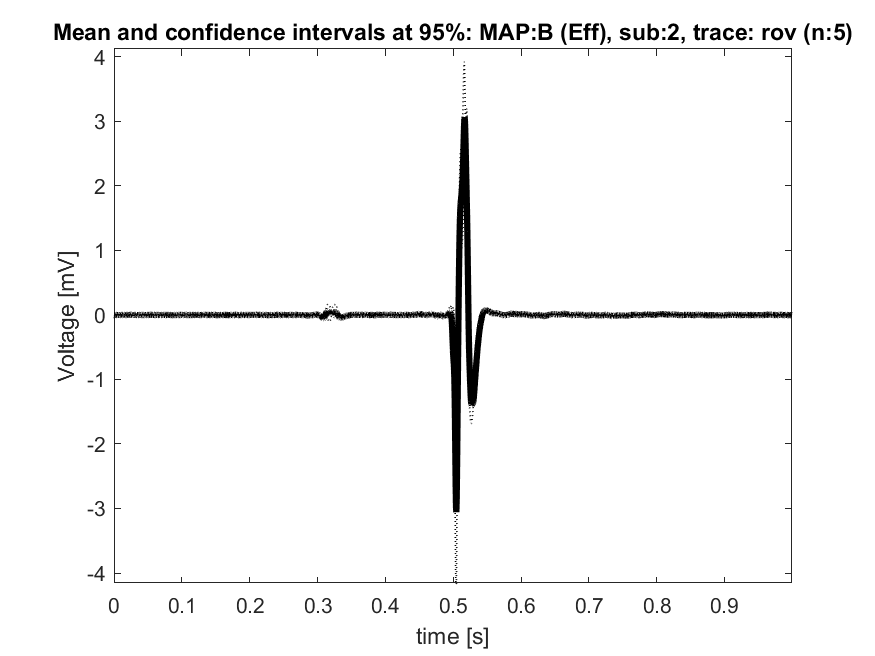 Mean and confidence intervals at 95%: MAP:B (Eff), sub:2, trace: rov (n:5)
4
3
2
1
0
-1
-2
-3
-4
Voltage [mV]
0 0.1 0.2 0.3 0.4 0.5 0.6 0.7 0.8 0.9
time [s]